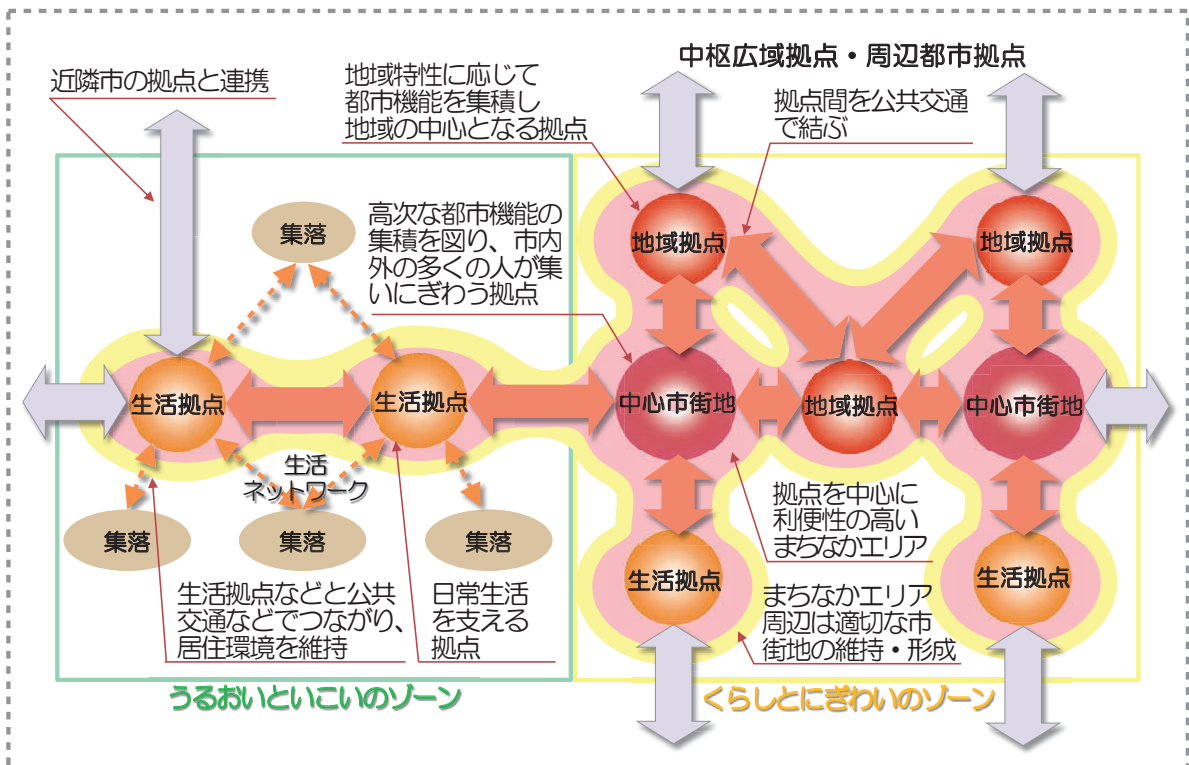 中枢広域拠点・周辺都市拠点
近隣市の拠点と連携
地域特性に応じて
都市機能を集積し
地域の中心となる拠点
拠点間を公共交通
で結ぶ
高次な都市機能の
集積を図り、市内
外の多くの人が集
いにぎわう拠点
集落
地域拠点
地域拠点
生活拠点
生活拠点
中心市街地
地域拠点
中心市街地
生活
ネットワーク
集落
集落
集落
拠点を中心に
利便性の高い
まちなかエリア
生活拠点
生活拠点
生活拠点などと公共
交通などでつながり、
居住環境を維持
日常生活
を支える
拠点
まちなかエリア
周辺は適切な市
街地の維持・形成
うるおいといこいのゾーン
くらしとにぎわいのゾーン